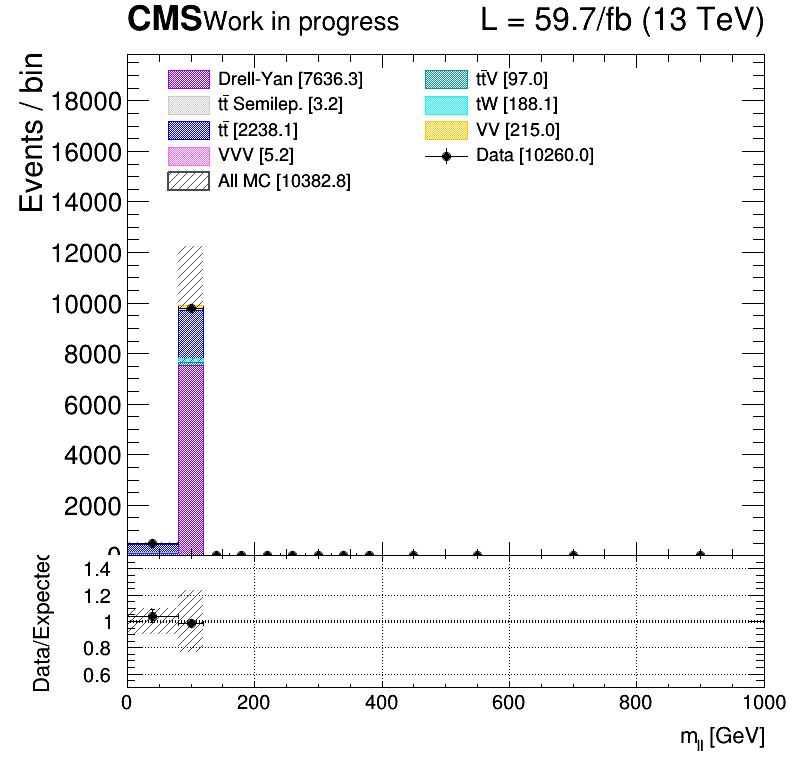 CMS Work in progress L = 59.7/fb (13 TeV)
Events / bin
Drell-Yan [7636.3]
tt̄ Semilep. [3.2]
tt̄ [2238.1]
VVV [5.2]
All MC [10382.8]
tt̄V [97.0]
tW [188.1]
VV [215.0]
Data [10260.0]
18000
16000
14000
12000
10000
8000
6000
4000
2000
0
Data/Expected
1.4
1.2
1
0.8
0.6
0 200 400 600 800 1000
m_ll [GeV]